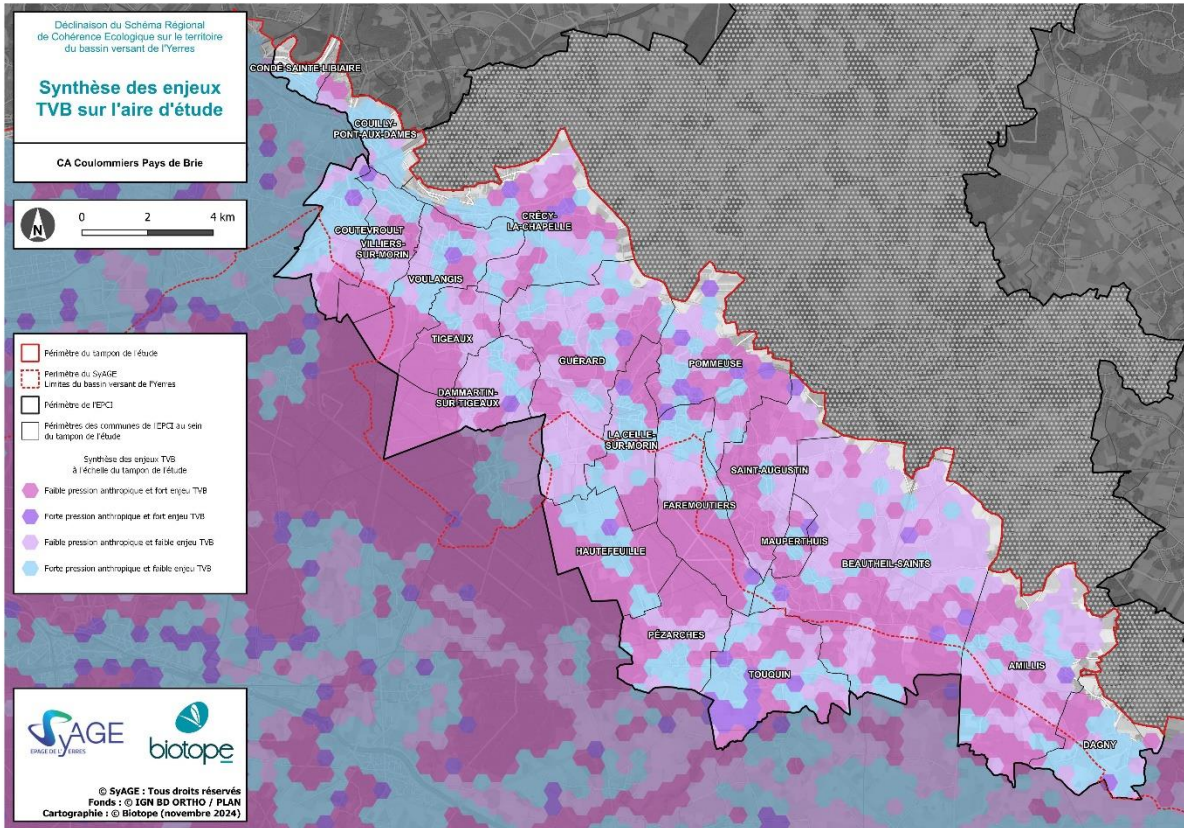 Déclinaison du Schéma Régional
de Cohérence Ecologique sur le territoire
du bassin versant de l'Yerres
Synthèse des enjeux
TVB sur l'aire d'étude
CA Coulommiers Pays de Brie
N
0 2 4 km
Périmètre du tampon de l'étude
Périmètre du SyAGE
Limites du bassin versant de l'Yerres
Périmètre de l'EPCI
Périmètres des communes de l'EPCI au sein
du tampon de l'étude
Synthèse des enjeux TVB
à l'échelle du tampon de l'étude
Faible pression anthropique et fort enjeu TVB
Forte pression anthropique et fort enjeu TVB
Faible pression anthropique et faible enjeu TVB
Forte pression anthropique et faible enjeu TVB
SyAGE
EPAGE DE L'YERRES
biotope
© SyAGE : Tous droits réservés
Fonds : © IGN BD ORTHO / PLAN
Cartographie : © Biotope (novembre 2024)
CONDÉ-SAINTE-LIBIAIRE
COUILLY-
PONT-AUX-DAMES
CRÉCY-
LA-CHAPELLE
COUTEVROULT
VILLIERS-
SUR-MORIN
VOULANGIS
TIGEAUX
GUÉRARD
POMMEUSE
DAMMARTIN-
SUR-TIGEAUX
LA CELLE-
SUR-MORIN
SAINT-AUGUSTIN
FAREMOUTIERS
MAUPERTHUIS
HAUTEFEUILLE
BEAUTHEIL-SAINTS
PÉZARCHES
TOUQUIN
AMILLIS
DAGNY